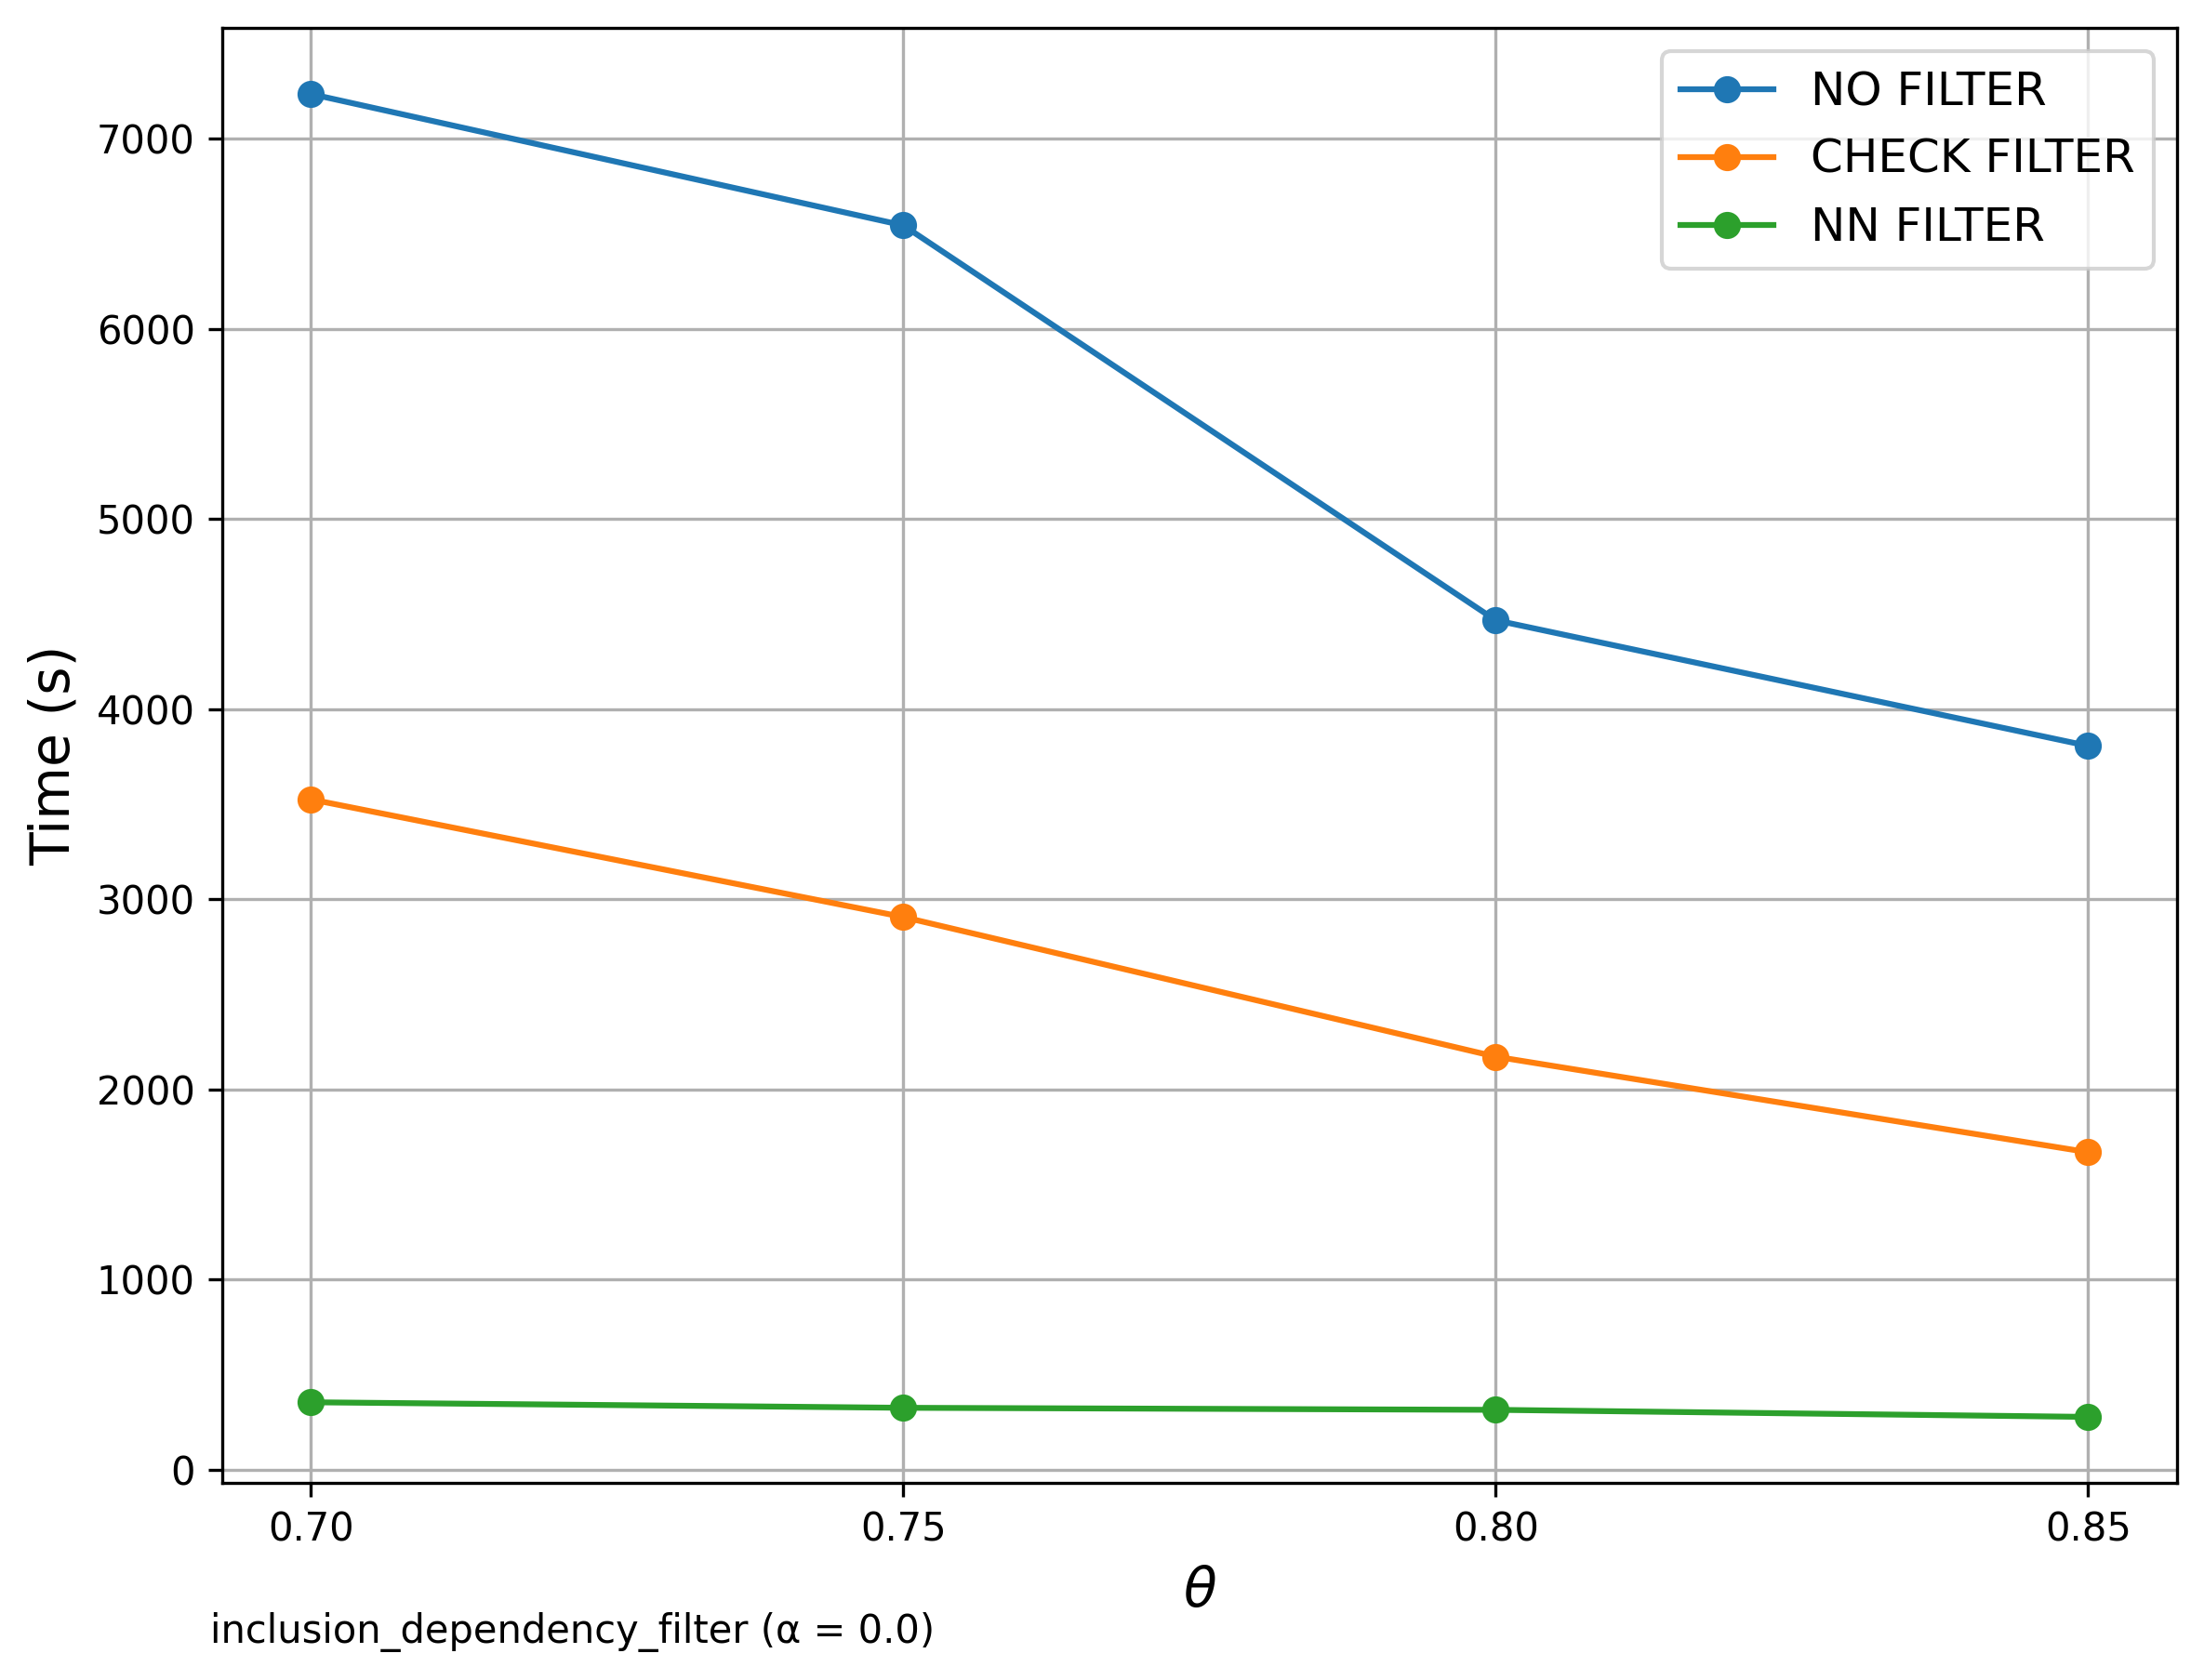 NO FILTER
CHECK FILTER
NN FILTER
Time (s)
7000
6000
5000
4000
3000
2000
1000
0
0.70 0.75 0.80 0.85
θ
inclusion_dependency_filter (α = 0.0)